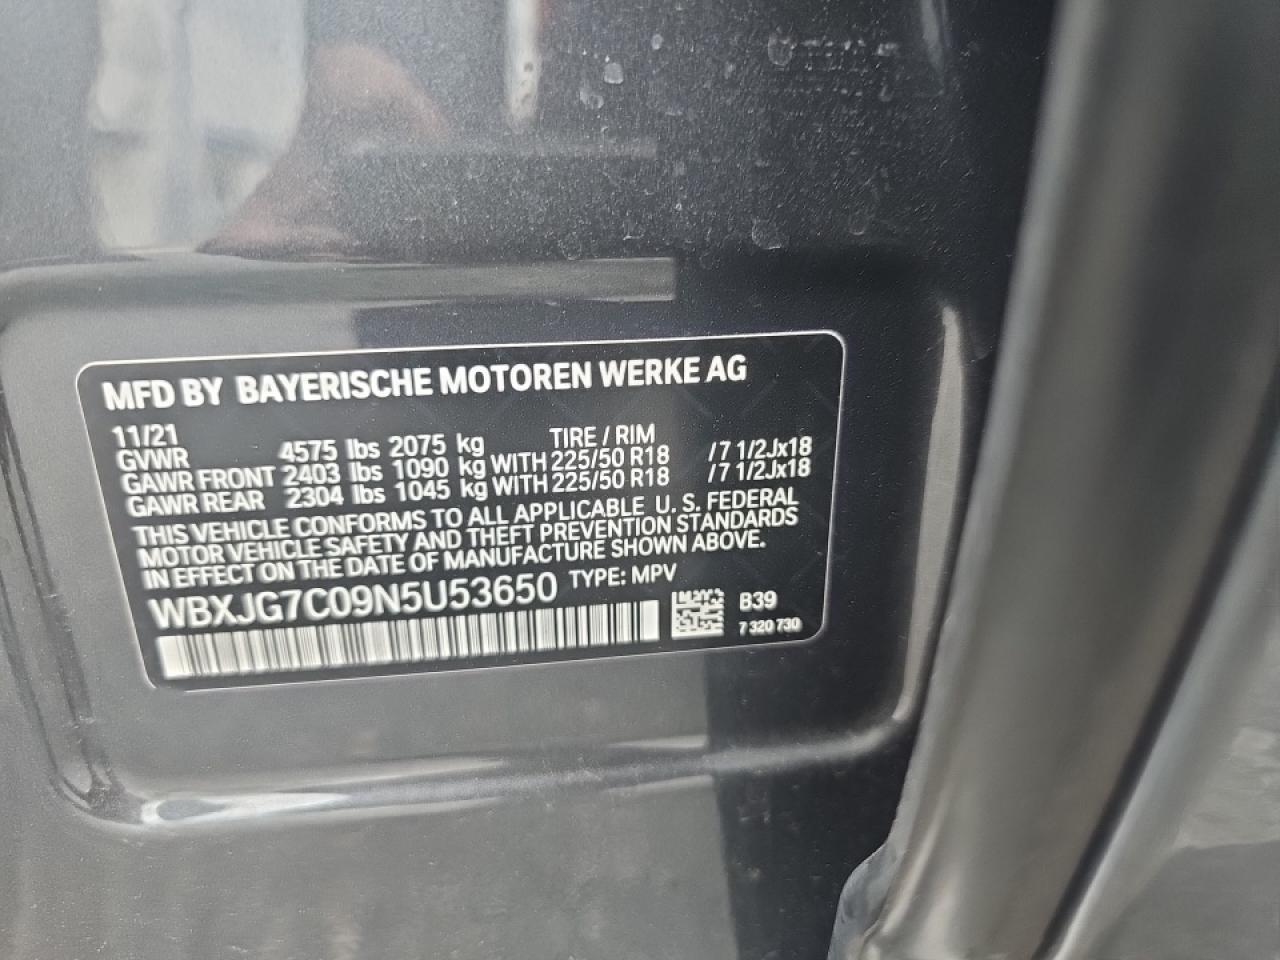 MFD BY BAYERISCHE MOTOREN WERKE AG
11/21 TIRE / RIM
GVWR 4575 lbs 2075 kg
GAWR FRONT 2403 lbs 1090 kg WITH 225/50 R18 /7 1/2Jx18
GAWR REAR 2304 lbs 1045 kg WITH 225/50 R18 /7 1/2Jx18
THIS VEHICLE CONFORMS TO ALL APPLICABLE U. S. FEDERAL
MOTOR VEHICLE SAFETY AND THEFT PREVENTION STANDARDS
IN EFFECT ON THE DATE OF MANUFACTURE SHOWN ABOVE.
WBXJG7C09N5U53650 TYPE: MPV
B39
7 320 730